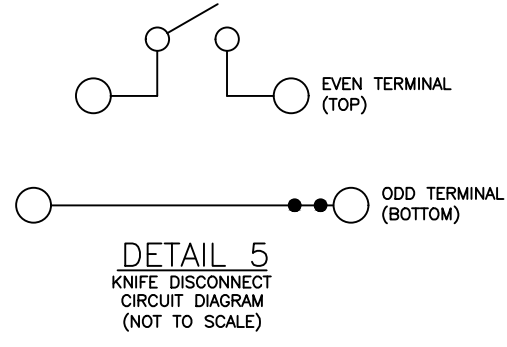 EVEN TERMINAL
(TOP)
ODD TERMINAL
(BOTTOM)
DETAIL 5
KNIFE DISCONNECT
CIRCUIT DIAGRAM
(NOT TO SCALE)